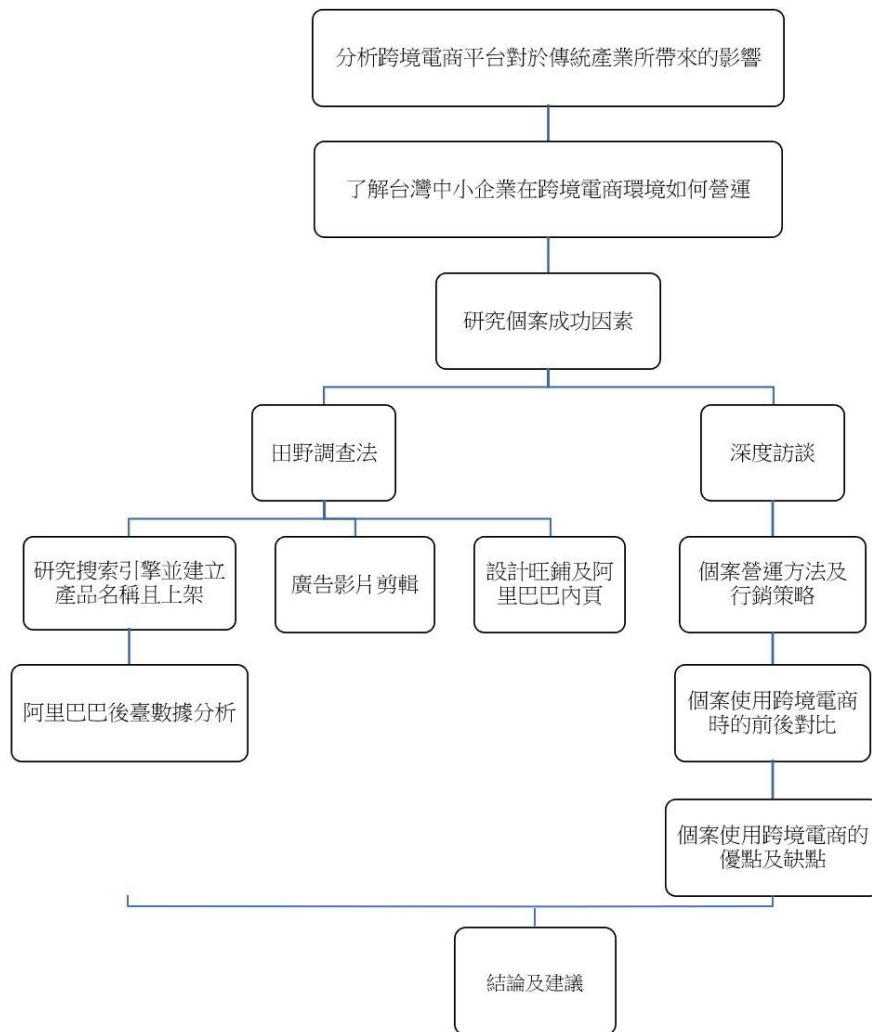 分析跨境電商平台對於傳統產業所帶來的影響
了解台灣中小企業在跨境電商環境如何營運
研究個案成功因素
田野調查法
深度訪談
研究搜索引擎並建立
產品名稱且上架
廣告影片剪輯
設計旺鋪及阿
里巴巴內頁
個案營運方法及
行銷策略
阿里巴巴後臺數據分析
個案使用跨境電商
時的前後對比
個案使用跨境電商的
優點及缺點
結論及建議